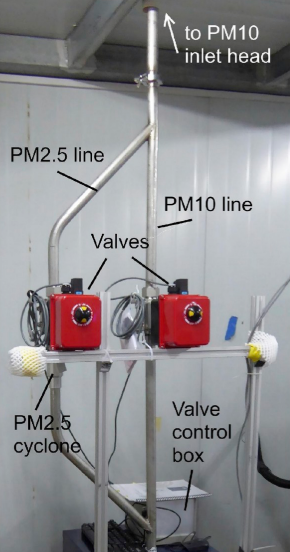 to PM10
inlet head
PM2.5 line
PM10 line
Valves
PM2.5
cyclone
Valve
control
box